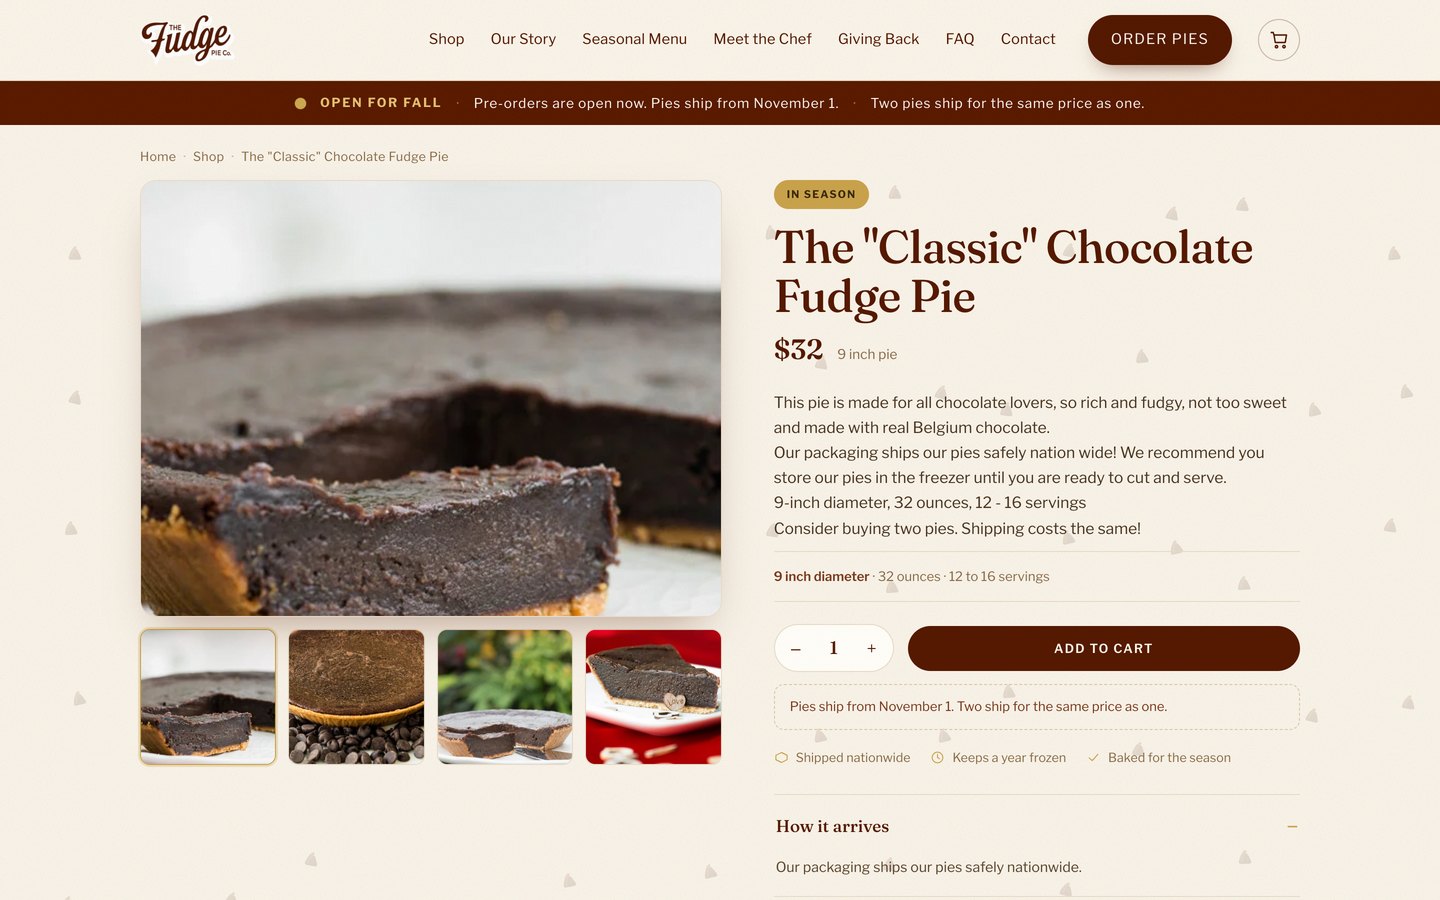 THE
Fudge
PIE Co.
Shop
Our Story
Seasonal Menu
Meet the Chef
Giving Back
FAQ
Contact
ORDER PIES
OPEN FOR FALL · Pre-orders are open now. Pies ship from November 1. · Two pies ship for the same price as one.
Home · Shop · The "Classic" Chocolate Fudge Pie
IN SEASON
The "Classic" Chocolate
Fudge Pie
$32 9 inch pie
This pie is made for all chocolate lovers, so rich and fudgy, not too sweet
and made with real Belgium chocolate.
Our packaging ships our pies safely nation wide! We recommend you
store our pies in the freezer until you are ready to cut and serve.
9-inch diameter, 32 ounces, 12 - 16 servings
Consider buying two pies. Shipping costs the same!
9 inch diameter · 32 ounces · 12 to 16 servings
– 1 +
ADD TO CART
Pies ship from November 1. Two ship for the same price as one.
Shipped nationwide
Keeps a year frozen
Baked for the season
How it arrives –
Our packaging ships our pies safely nationwide.